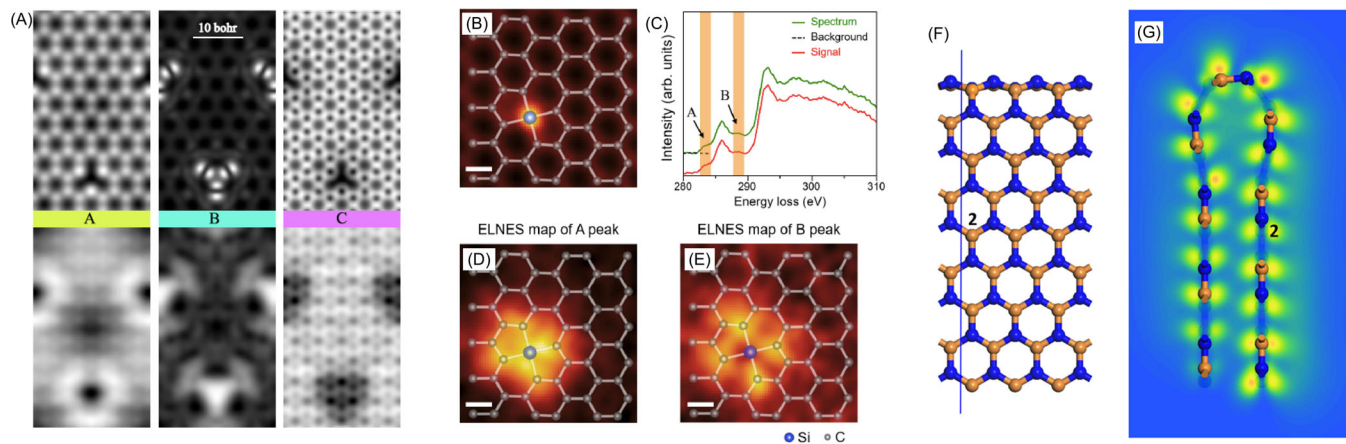 (A)
10 bohr
A
B
C
(B)
(C)
Intensity (arb. units)
Spectrum
Background
Signal
A
B
280
290
300
310
Energy loss (eV)
ELNES map of A peak
(D)
ELNES map of B peak
(E)
Si
C
(F)
2
(G)
2